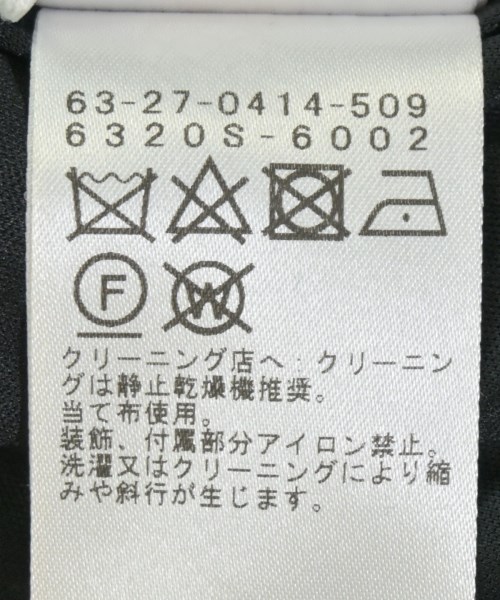 63-27-0414-509
6320S-6002
F
W
クリーニング店へ:クリーニン
グは静止乾燥機推奨。
当て布使用。
装飾、付属部分アイロン禁止。
洗濯又はクリーニングにより縮
みや斜行が生じます。